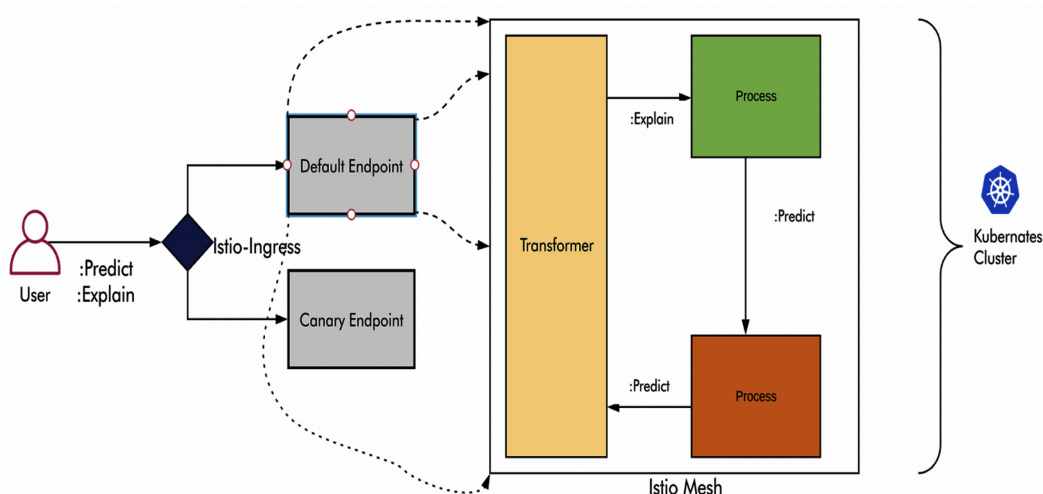 Process
:Explain
Default Endpoint
:Predict
Transformer
Istio-Ingress
Kubernates
Cluster
:Predict
:Explain
User
Canary Endpoint
:Predict
Process
Istio Mesh